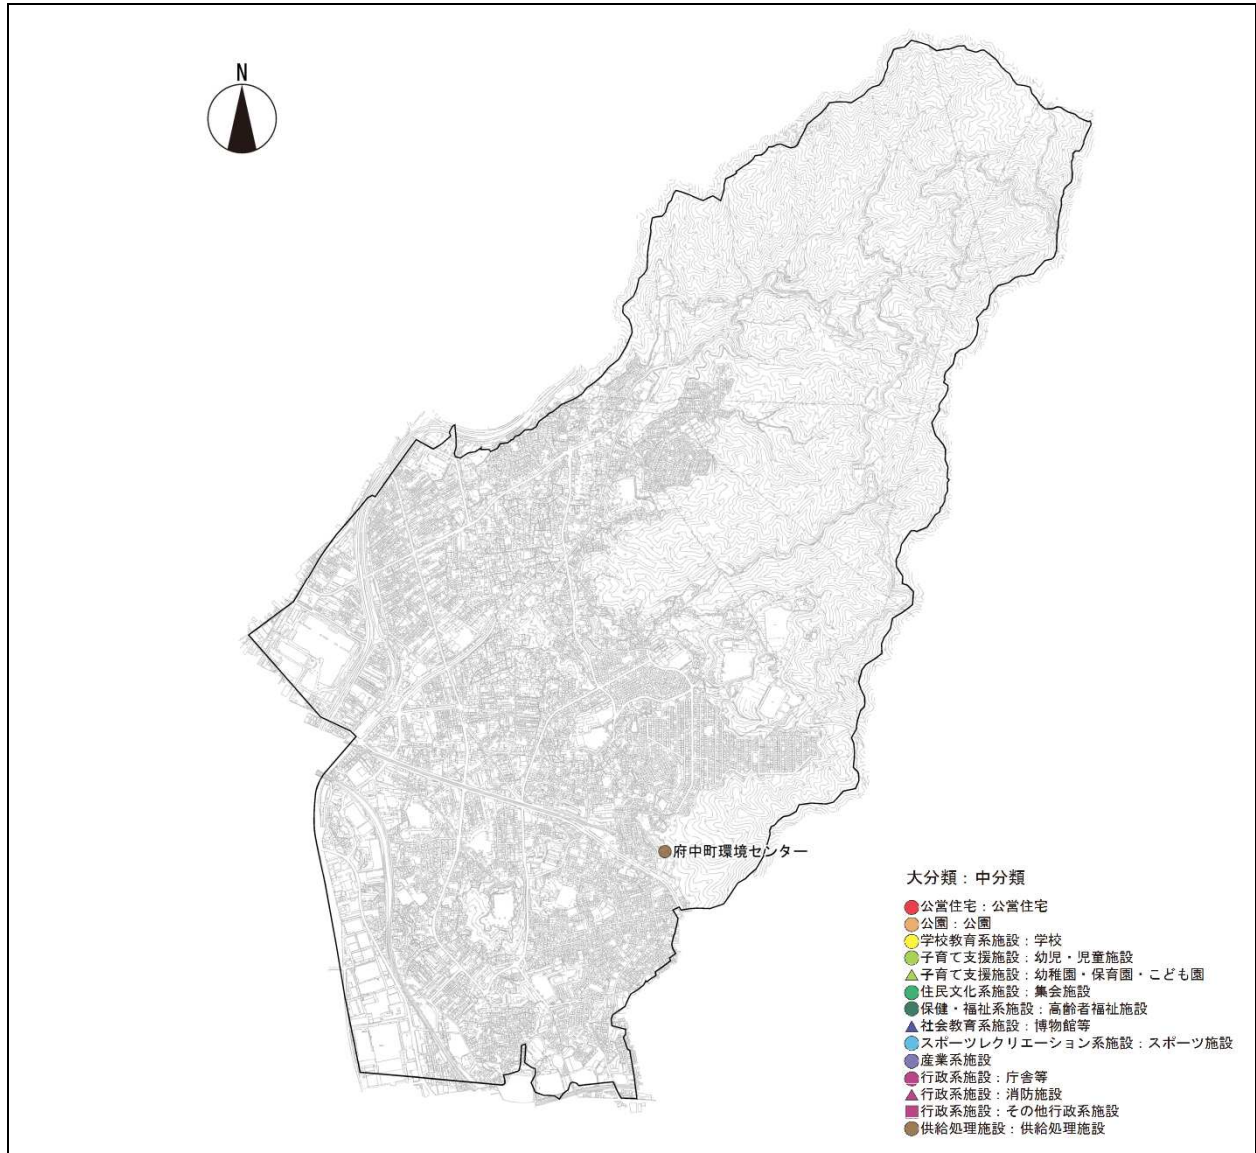 N
府中町環境センター
大分類：中分類
公営住宅：公営住宅
公園：公園
学校教育系施設：学校
子育て支援施設：幼児・児童施設
子育て支援施設：幼稚園・保育園・こども園
住民文化系施設：集会施設
保健・福祉系施設：高齢者福祉施設
社会教育系施設：博物館等
スポーツレクリエーション系施設：スポーツ施設
産業系施設
行政系施設：庁舎等
行政系施設：消防施設
行政系施設：その他行政系施設
供給処理施設：供給処理施設